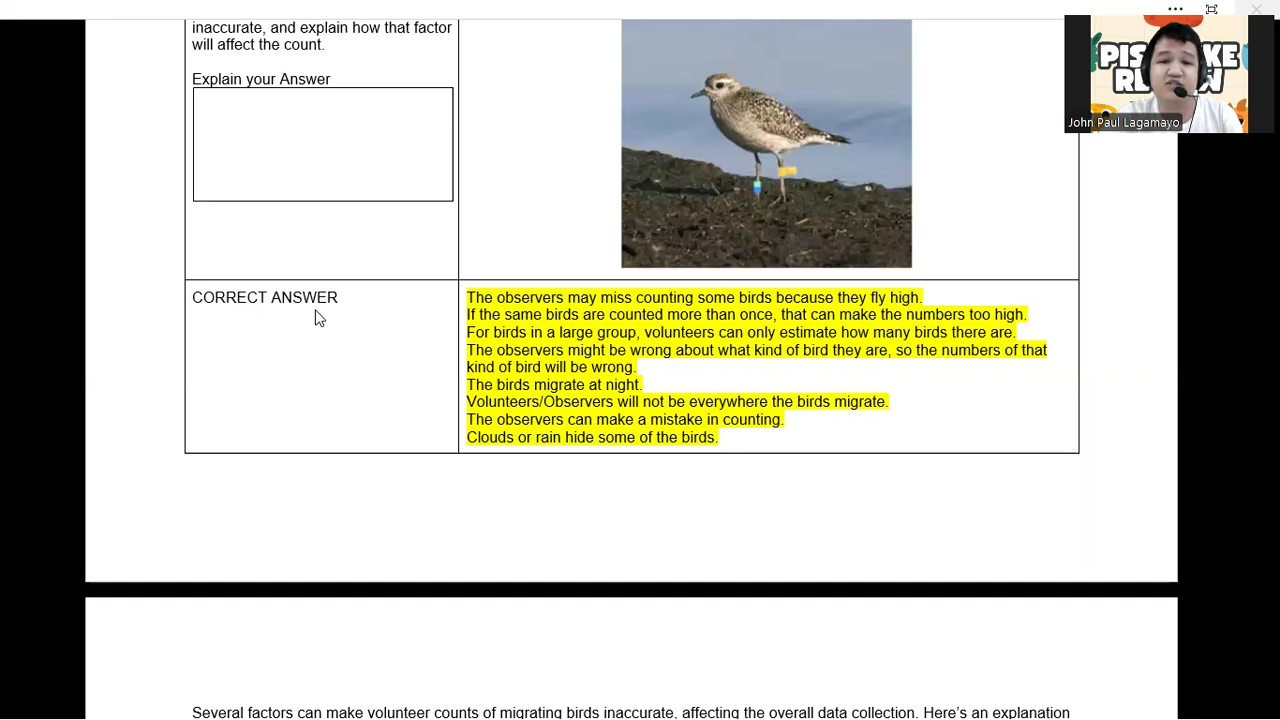 inaccurate, and explain how that factor
will affect the count.
Explain your Answer
John Paul Lagamayo
CORRECT ANSWER
The observers may miss counting some birds because they fly high.
If the same birds are counted more than once, that can make the numbers too high.
For birds in a large group, volunteers can only estimate how many birds there are.
The observers might be wrong about what kind of bird they are, so the numbers of that
kind of bird will be wrong.
The birds migrate at night.
Volunteers/Observers will not be everywhere the birds migrate.
The observers can make a mistake in counting.
Clouds or rain hide some of the birds.
Several factors can make volunteer counts of migrating birds inaccurate, affecting the overall data collection. Here's an explanation